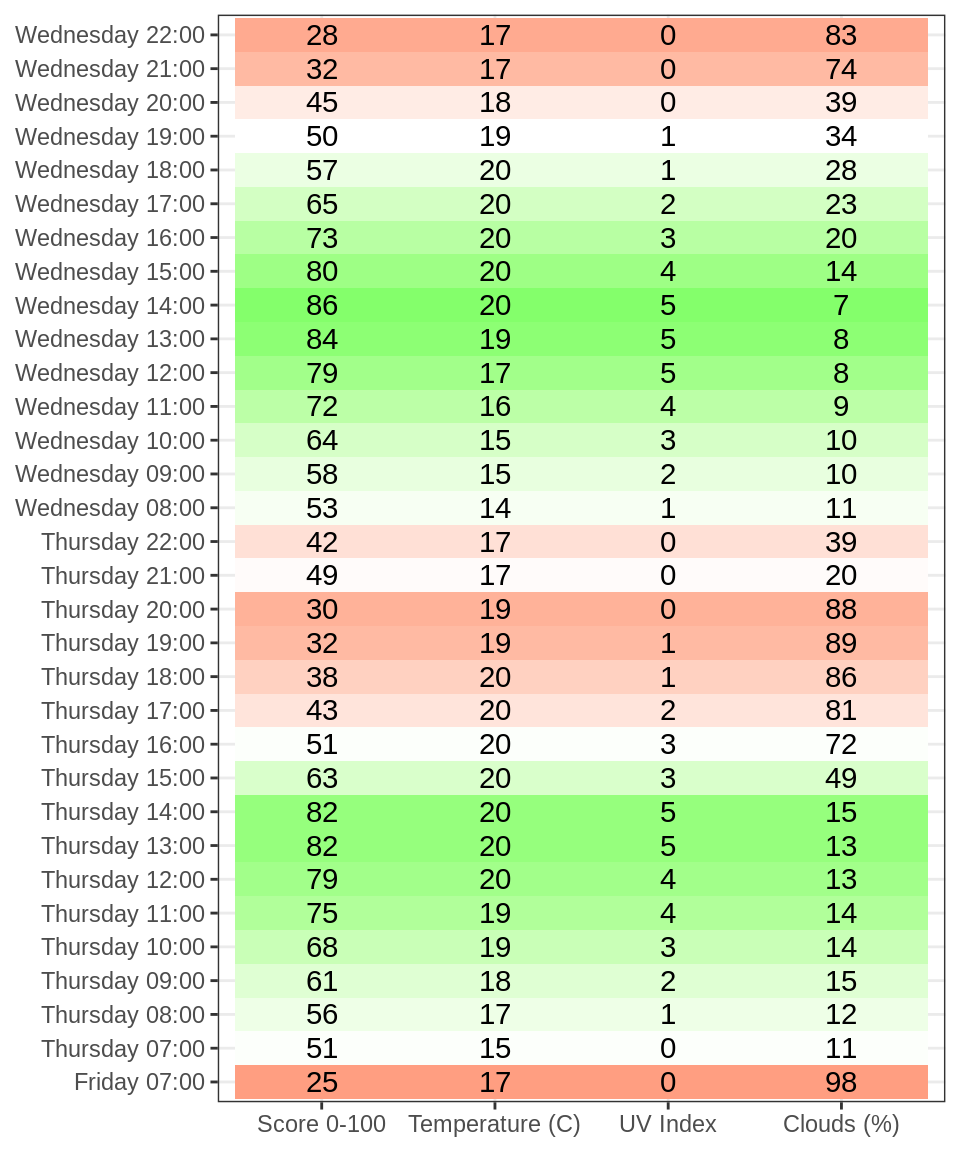 Wednesday 22:00 28 17 0 83
Wednesday 21:00 32 17 0 74
Wednesday 20:00 45 18 0 39
Wednesday 19:00 50 19 1 34
Wednesday 18:00 57 20 1 28
Wednesday 17:00 65 20 2 23
Wednesday 16:00 73 20 3 20
Wednesday 15:00 80 20 4 14
Wednesday 14:00 86 20 5 7
Wednesday 13:00 84 19 5 8
Wednesday 12:00 79 17 5 8
Wednesday 11:00 72 16 4 9
Wednesday 10:00 64 15 3 10
Wednesday 09:00 58 15 2 10
Wednesday 08:00 53 14 1 11
Thursday 22:00 42 17 0 39
Thursday 21:00 49 17 0 20
Thursday 20:00 30 19 0 88
Thursday 19:00 32 19 1 89
Thursday 18:00 38 20 1 86
Thursday 17:00 43 20 2 81
Thursday 16:00 51 20 3 72
Thursday 15:00 63 20 3 49
Thursday 14:00 82 20 5 15
Thursday 13:00 82 20 5 13
Thursday 12:00 79 20 4 13
Thursday 11:00 75 19 4 14
Thursday 10:00 68 19 3 14
Thursday 09:00 61 18 2 15
Thursday 08:00 56 17 1 12
Thursday 07:00 51 15 0 11
Friday 07:00 25 17 0 98
Score 0-100 Temperature (C) UV Index Clouds (%)